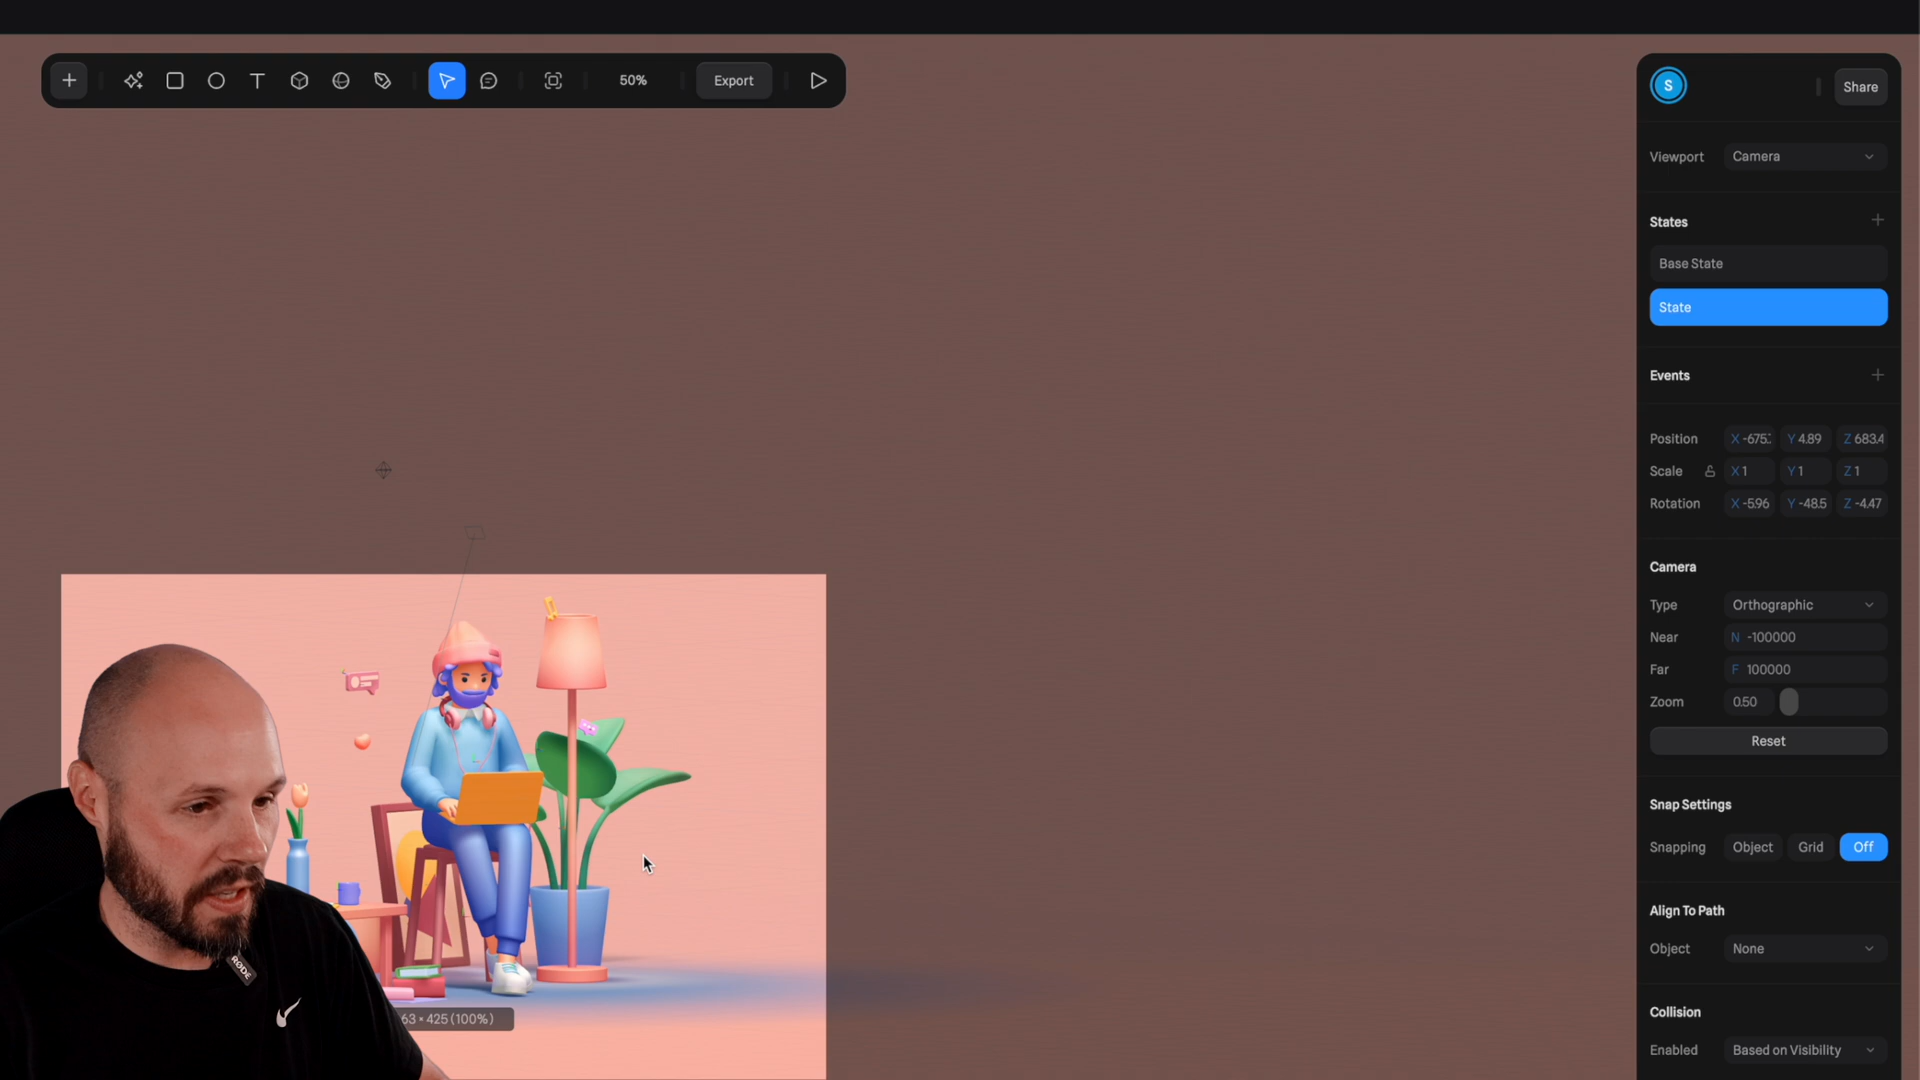 50%
Export
S
Share
Viewport Camera
States
Base State
State
Events
Position X -675. Y 4.89 Z 683.4
Scale X 1 Y 1 Z 1
Rotation X -5.96 Y -48.5 Z -4.47
Camera
Type Orthographic
Near N -100000
Far F 100000
Zoom 0.50
Reset
Snap Settings
Snapping Object Grid Off
Align To Path
Object None
Collision
Enabled Based on Visibility
RØDE
63 × 425 (100%)